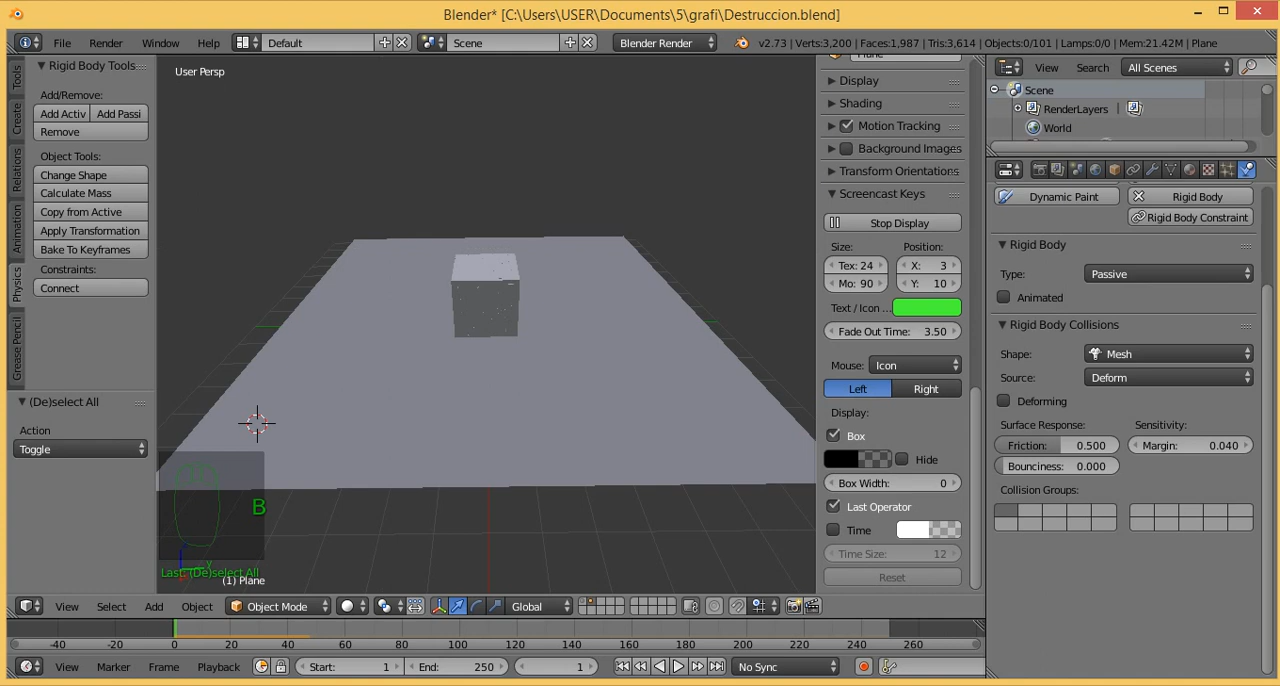 Blender* [C:\Users\USER\Documents\5\grafi\Destruccion.blend]
File Render Window Help Default Scene Blender Render v2.73 | Verts:3,200 | Faces:1,987 | Tris:3,614 | Objects:0/101 | Lamps:0/0 | Mem:21.42M | Plane
Tools
Create
Relations
Animation
Physics
Grease Pencil
Rigid Body Tools
Add/Remove:
Add Activ Add Passi
Remove
Object Tools:
Change Shape
Calculate Mass
Copy from Active
Apply Transformation
Bake To Keyframes
Constraints:
Connect
(De)select All
Action
Toggle
User Persp
B
Last: (De)select All
(1) Plane
Display
Shading
Motion Tracking
Background Images
Transform Orientations
Screencast Keys
Stop Display
Size: Position:
Tex: 24 X: 3
Mo: 90 Y: 10
Text / Icon ...
Fade Out Time: 3.50
Mouse: Icon
Left Right
Display:
Box
Hide
Box Width: 0
Last Operator
Time
Time Size: 12
Reset
View Search All Scenes
Scene
RenderLayers |
World
Dynamic Paint Rigid Body
Rigid Body Constraint
Rigid Body
Type: Passive
Animated
Rigid Body Collisions
Shape: Mesh
Source: Deform
Deforming
Surface Response: Sensitivity:
Friction: 0.500 Margin: 0.040
Bounciness: 0.000
Collision Groups:
View Select Add Object Object Mode Global
-40 -20 0 20 40 60 80 100 120 140 160 180 200 220 240 260
View Marker Frame Playback Start: 1 End: 250 1 No Sync